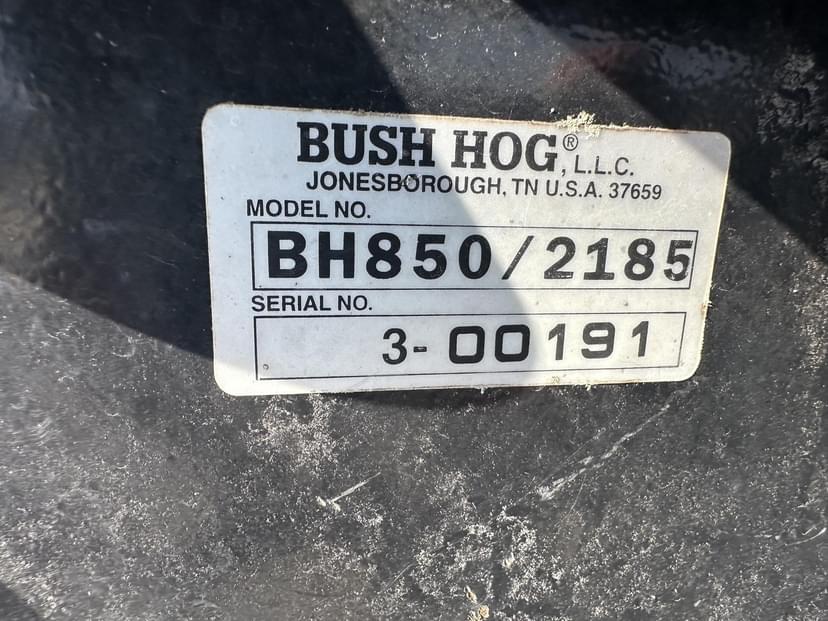 BUSH HOG®, L.L.C.
JONESBOROUGH, TN U.S.A. 37659
MODEL NO.
BH850/2185
SERIAL NO.
3-00191